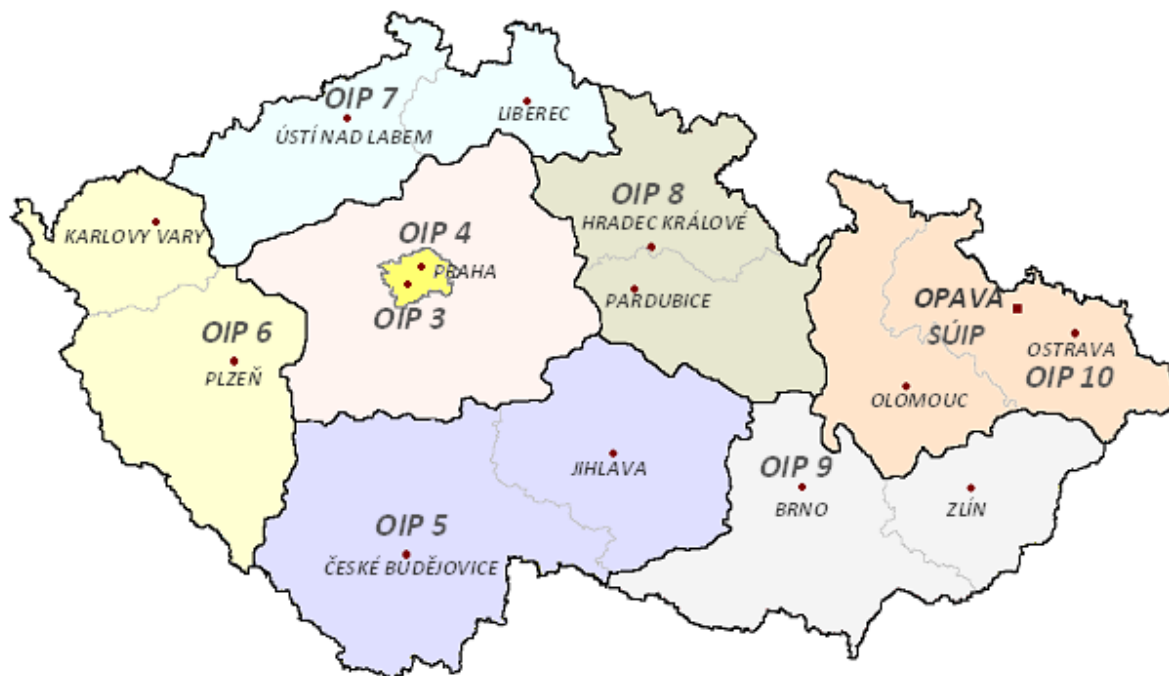 OIP 7
ÚSTÍ NAD LABEM
LIBEREC
OIP 8
HRADEC KRÁLOVÉ
PARDUBICE
KARLOVY VARY
OIP 4
PRAHA
OIP 3
OIP 6
PLZEŇ
OPAVA
SÚIP
OSTRAVA
OIP 10
OLOMOUC
JIHLAVA
OIP 9
BRNO
ZLÍN
OIP 5
ČESKÉ BUDĚJOVICE